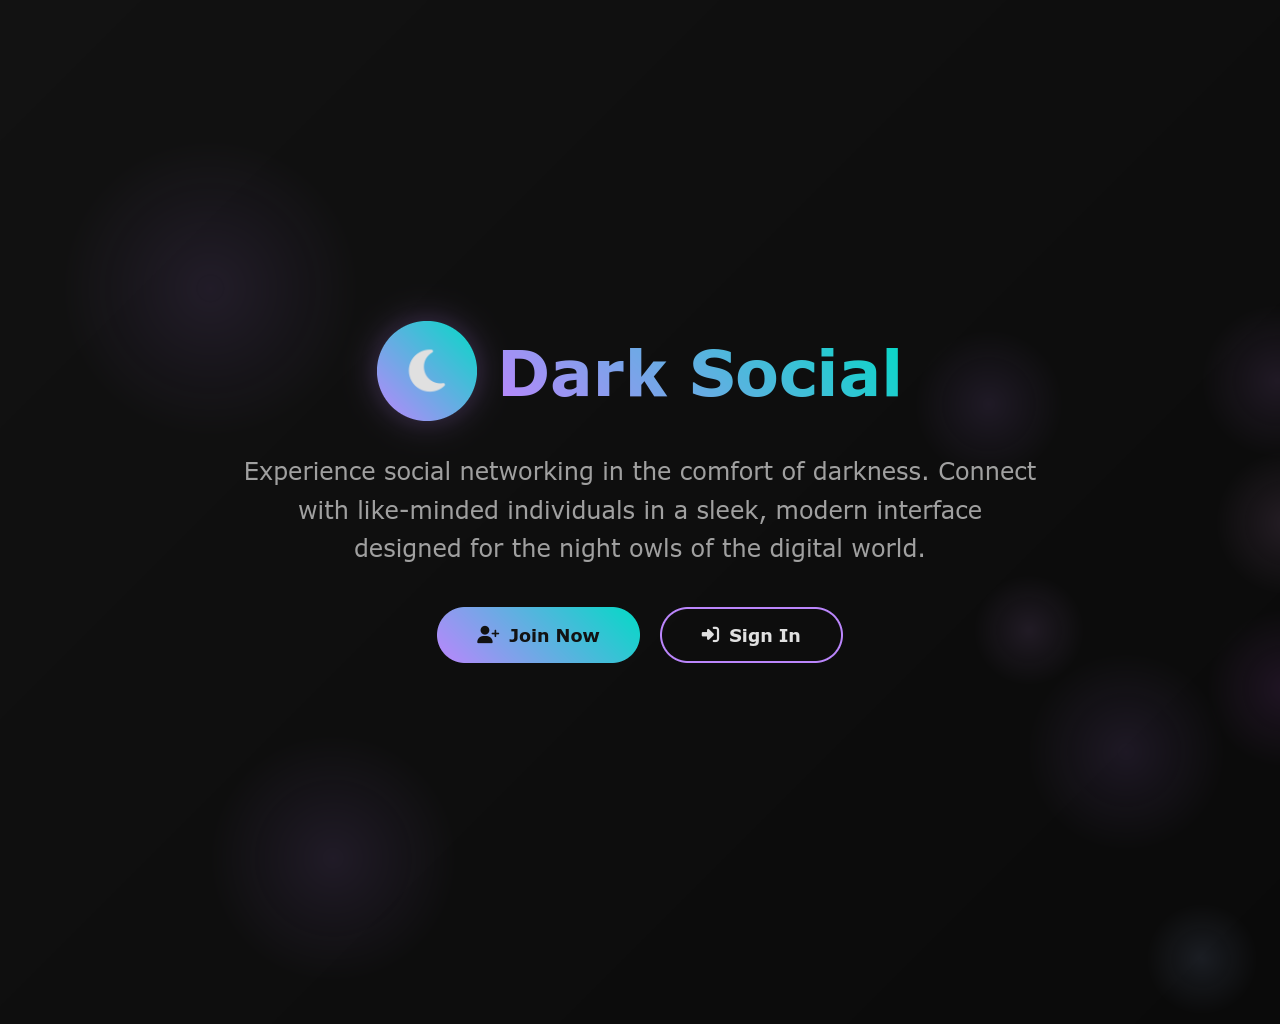 Dark Social
Experience social networking in the comfort of darkness. Connect
with like-minded individuals in a sleek, modern interface
designed for the night owls of the digital world.
Join Now
Sign In